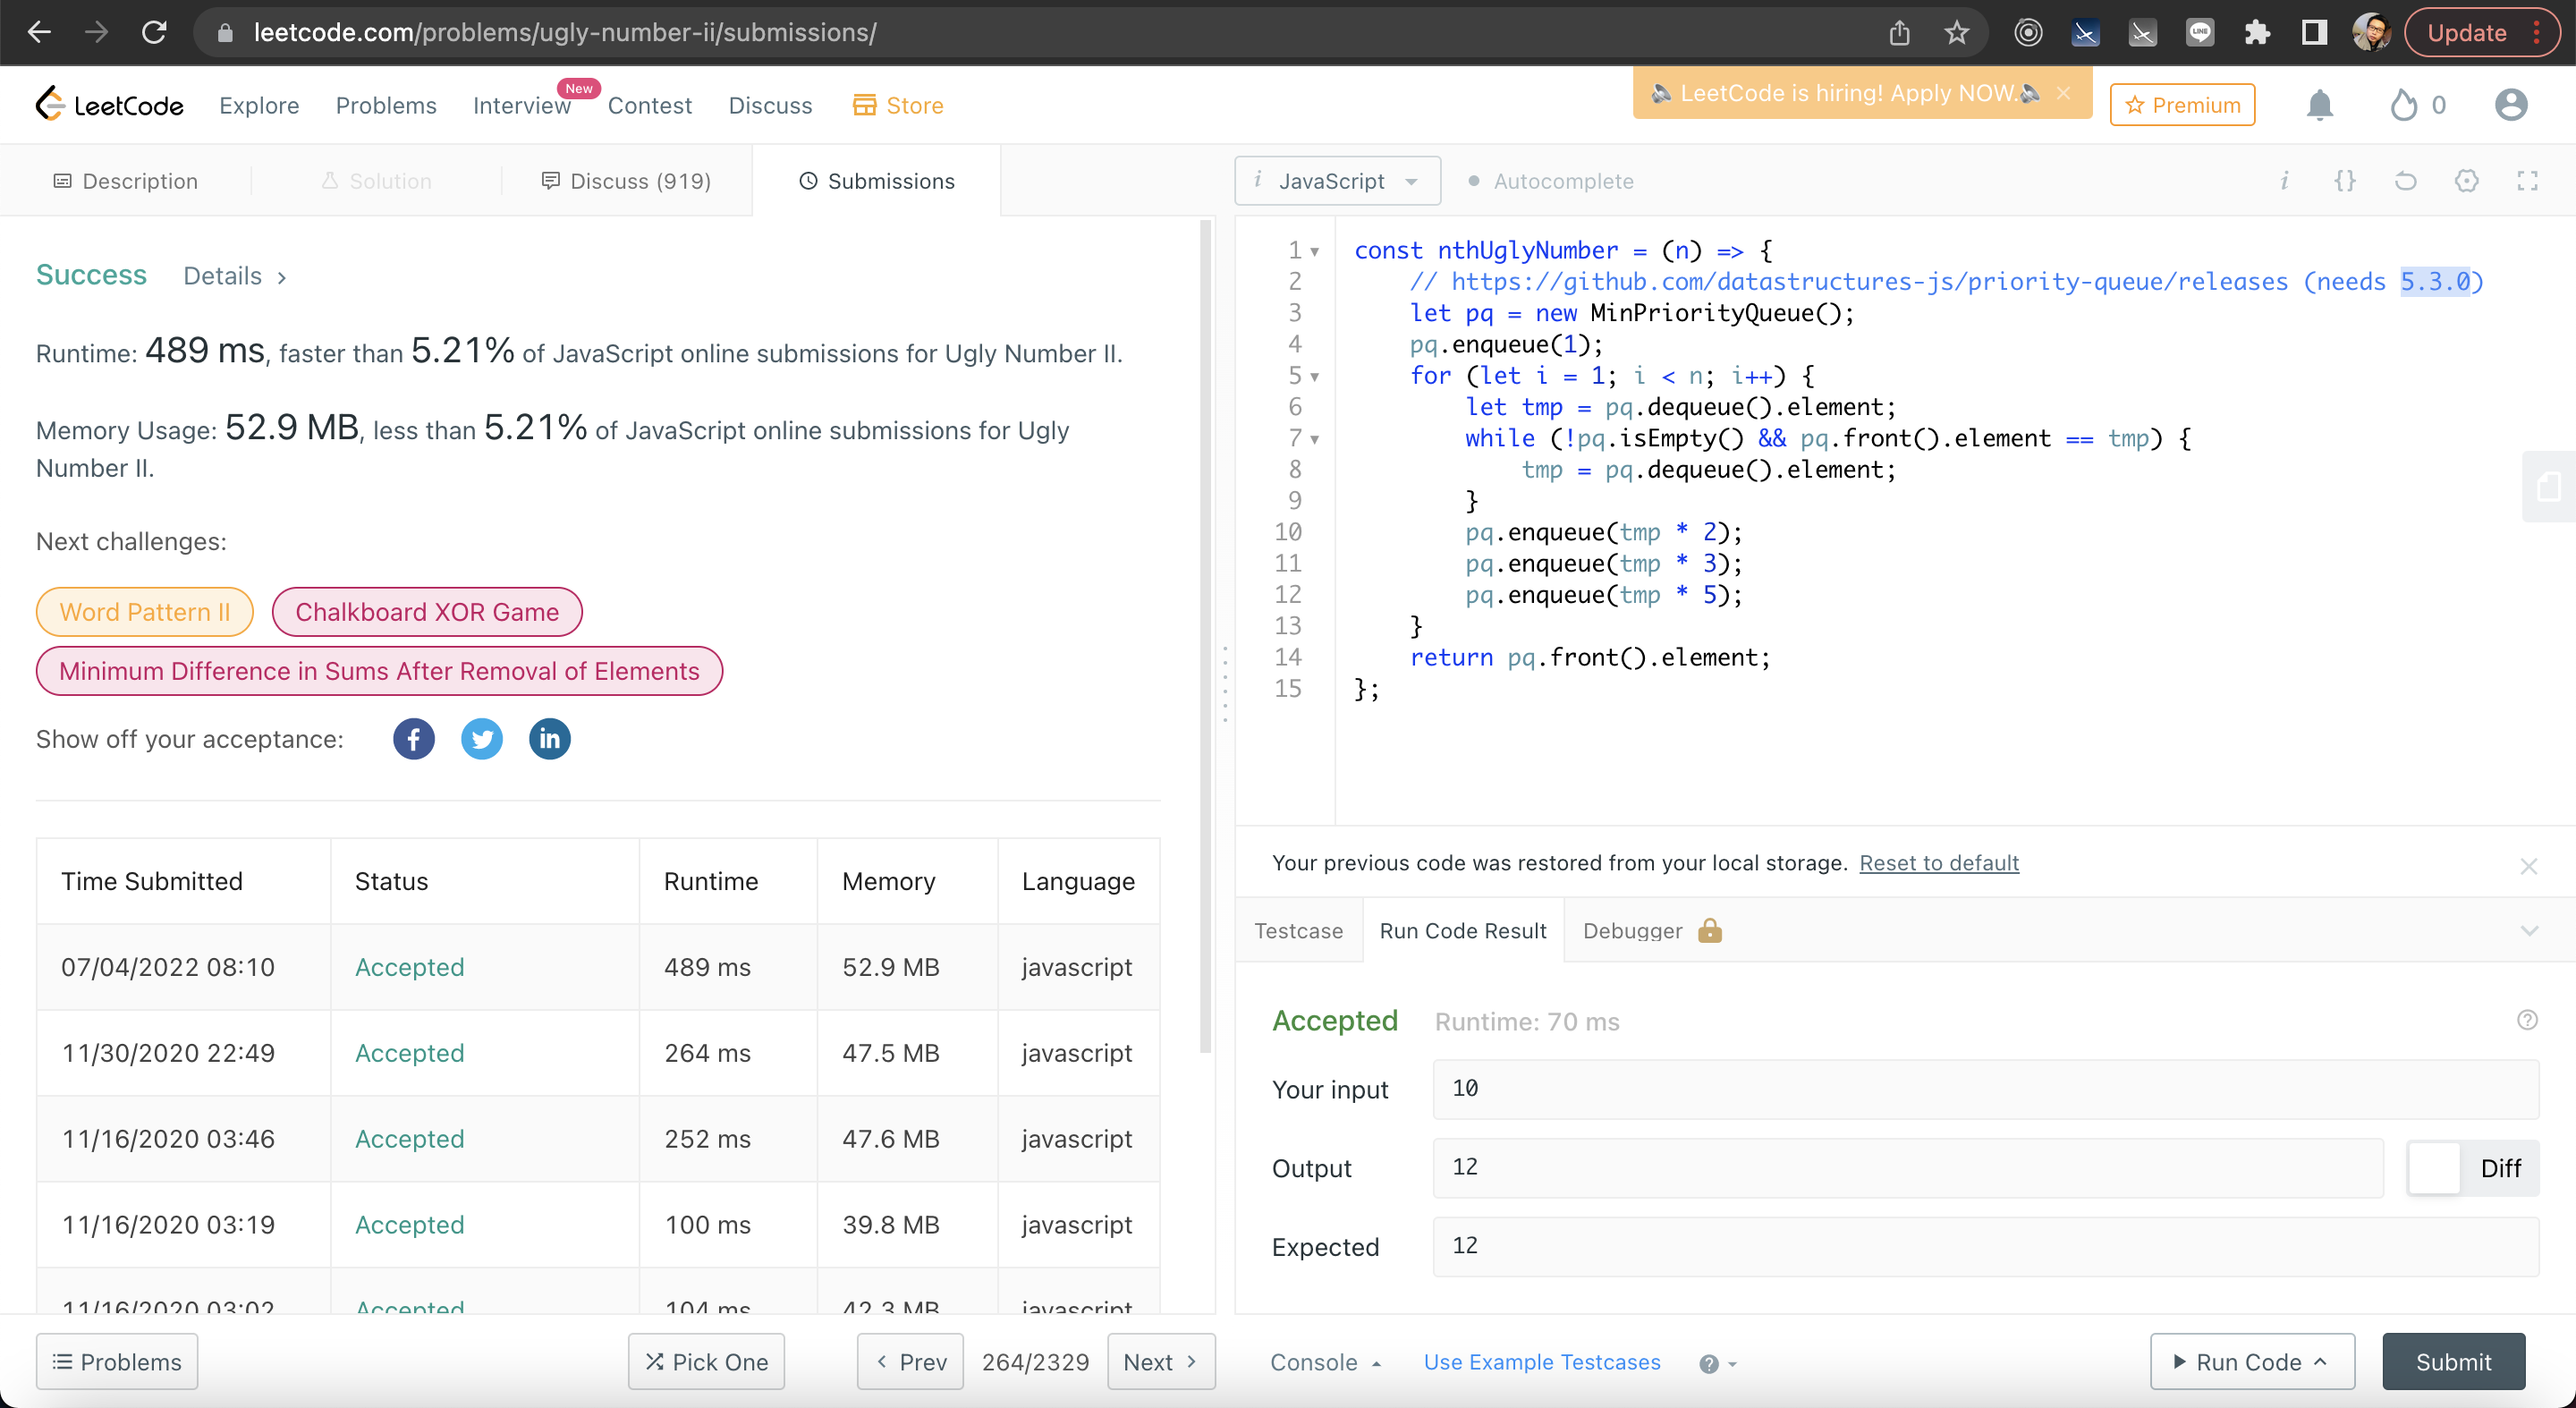 leetcode.com/problems/ugly-number-ii/submissions/
Update
LeetCode
Explore
Problems
Interview
New
Contest
Discuss
Store
LeetCode is hiring! Apply NOW.
Premium
0
Description
Solution
Discuss (919)
Submissions
i JavaScript
Autocomplete
Success
Details
Runtime: 489 ms, faster than 5.21% of JavaScript online submissions for Ugly Number II.
Memory Usage: 52.9 MB, less than 5.21% of JavaScript online submissions for Ugly
Number II.
Next challenges:
Word Pattern II
Chalkboard XOR Game
Minimum Difference in Sums After Removal of Elements
Show off your acceptance:
Time Submitted Status Runtime Memory Language
07/04/2022 08:10 Accepted 489 ms 52.9 MB javascript
11/30/2020 22:49 Accepted 264 ms 47.5 MB javascript
11/16/2020 03:46 Accepted 252 ms 47.6 MB javascript
11/16/2020 03:19 Accepted 100 ms 39.8 MB javascript
11/16/2020 03:02 Accepted 104 ms 42.3 MB javascript
1 const nthUglyNumber = (n) => {
2 // https://github.com/datastructures-js/priority-queue/releases (needs 5.3.0)
3 let pq = new MinPriorityQueue();
4 pq.enqueue(1);
5 for (let i = 1; i < n; i++) {
6 let tmp = pq.dequeue().element;
7 while (!pq.isEmpty() && pq.front().element == tmp) {
8 tmp = pq.dequeue().element;
9 }
10 pq.enqueue(tmp * 2);
11 pq.enqueue(tmp * 3);
12 pq.enqueue(tmp * 5);
13 }
14 return pq.front().element;
15 };
Your previous code was restored from your local storage. Reset to default
Testcase
Run Code Result
Debugger
Accepted
Runtime: 70 ms
Your input
10
Output
12
Diff
Expected
12
Problems
Pick One
Prev
264/2329
Next
Console
Use Example Testcases
Run Code
Submit